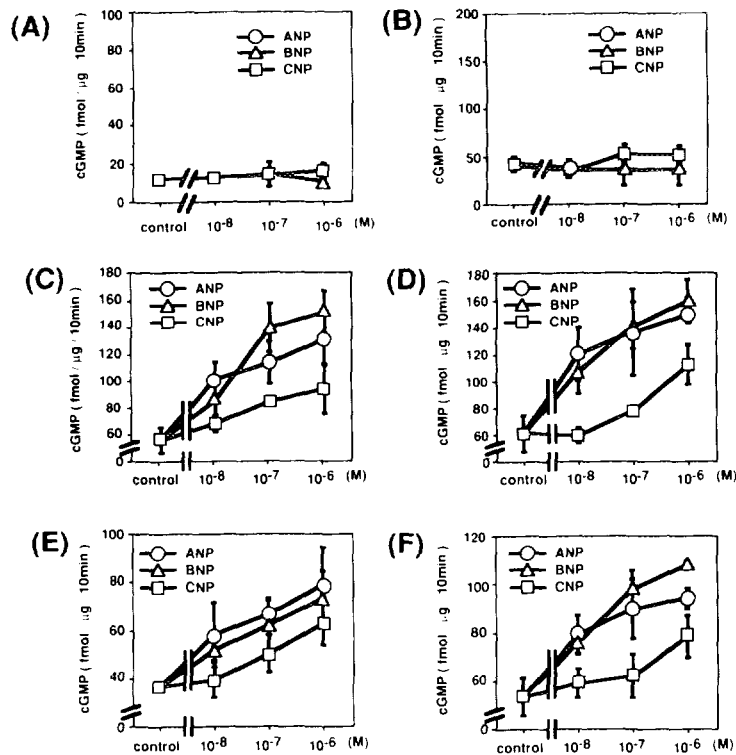 (A)
100
80
60
40
20
0
cGMP ( fmol μg 10min)
ANP
BNP
CNP
control 10-8 10-7 10-6 (M)
(B)
200
150
100
50
0
cGMP ( fmol μg 10min)
ANP
BNP
CNP
control 10-8 10-7 10-6 (M)
(C)
180
160
140
120
100
80
60
0
cGMP ( fmol/μg/10min)
ANP
BNP
CNP
control 10-8 10-7 10-6 (M)
(D)
180
160
140
120
100
80
60
0
cGMP ( fmol μg 10min)
ANP
BNP
CNP
control 10-8 10-7 10-6 (M)
(E)
100
80
60
40
0
cGMP ( fmol μg 10min)
ANP
BNP
CNP
control 10-8 10-7 10-6 (M)
(F)
120
100
80
60
0
cGMP ( fmol μg 10min)
ANP
BNP
CNP
control 10-8 10-7 10-6 (M)